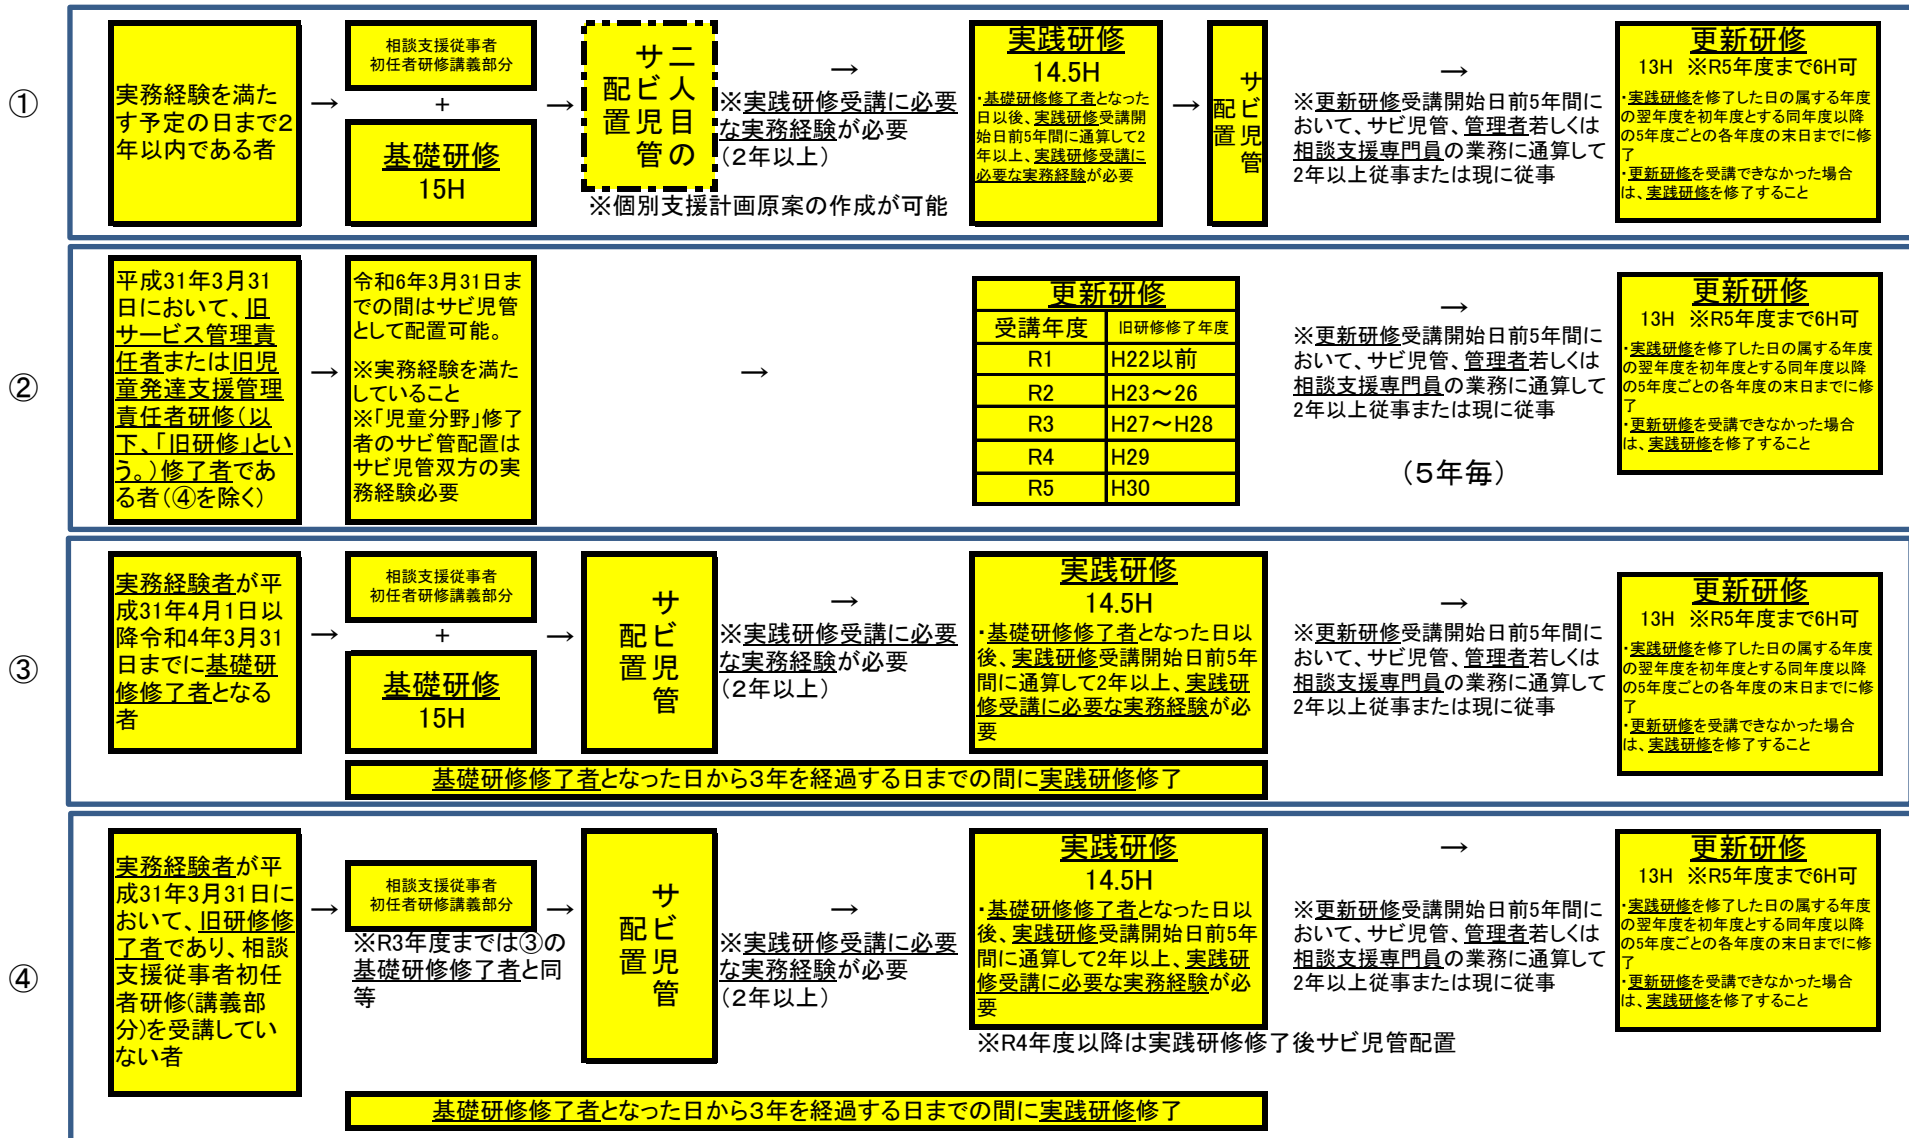 ①
実務経験を満た
す予定の日まで2
年以内である者
→
相談支援従事者
初任者研修講義部分
+
基礎研修
15H
→
二人目の
サビ児管
配置
→
※実践研修受講に必要
な実務経験が必要
(2年以上)
※個別支援計画原案の作成が可能
実践研修
14.5H
・基礎研修修了者となった
日以後、実践研修受講開
始日前5年間に通算して2
年以上、実践研修受講に
必要な実務経験が必要
→
サビ児管
配置
→
※更新研修受講開始日前5年間に
おいて、サビ児管、管理者若しくは
相談支援専門員の業務に通算して
2年以上従事または現に従事
更新研修
13H ※R5年度まで6H可
・実践研修を修了した日の属する年度
の翌年度を初年度とする同年度以降
の5年度ごとの各年度の末日までに修
了
・更新研修を受講できなかった場合
は、実践研修を修了すること
②
平成31年3月31
日において、旧
サービス管理責
任者または旧児
童発達支援管理
責任者研修(以
下、「旧研修」とい
う。)修了者であ
る者(④を除く)
→
令和6年3月31日ま
での間はサビ児管
として配置可能。
※実務経験を満た
していること
※「児童分野」修了
者のサビ管配置は
サビ児管双方の実
務経験必要
→
更新研修
受講年度 旧研修修了年度
R1 H22以前
R2 H23~26
R3 H27~H28
R4 H29
R5 H30
→
※更新研修受講開始日前5年間に
おいて、サビ児管、管理者若しくは
相談支援専門員の業務に通算して
2年以上従事または現に従事
(5年毎)
更新研修
13H ※R5年度まで6H可
・実践研修を修了した日の属する年度
の翌年度を初年度とする同年度以降
の5年度ごとの各年度の末日までに修
了
・更新研修を受講できなかった場合
は、実践研修を修了すること
③
実務経験者が平
成31年4月1日以
降令和4年3月31
日までに基礎研
修修了者となる
者
→
相談支援従事者
初任者研修講義部分
+
基礎研修
15H
→
サビ児管
配置
→
※実践研修受講に必要
な実務経験が必要
(2年以上)
実践研修
14.5H
・基礎研修修了者となった日以
後、実践研修受講開始日前5年
間に通算して2年以上、実践研
修受講に必要な実務経験が必
要
→
※更新研修受講開始日前5年間に
おいて、サビ児管、管理者若しくは
相談支援専門員の業務に通算して
2年以上従事または現に従事
更新研修
13H ※R5年度まで6H可
・実践研修を修了した日の属する年度
の翌年度を初年度とする同年度以降
の5年度ごとの各年度の末日までに修
了
・更新研修を受講できなかった場合
は、実践研修を修了すること
基礎研修修了者となった日から3年を経過する日までの間に実践研修修了
④
実務経験者が平
成31年3月31日に
おいて、旧研修修
了者であり、相談
支援従事者初任
者研修(講義部
分)を受講してい
ない者
→
相談支援従事者
初任者研修講義部分
※R3年度までは③の
基礎研修修了者と同
等
→
サビ児管
配置
→
※実践研修受講に必要
な実務経験が必要
(2年以上)
実践研修
14.5H
・基礎研修修了者となった日以
後、実践研修受講開始日前5年
間に通算して2年以上、実践研
修受講に必要な実務経験が必
要
※R4年度以降は実践研修修了後サビ児管配置
→
※更新研修受講開始日前5年間に
おいて、サビ児管、管理者若しくは
相談支援専門員の業務に通算して
2年以上従事または現に従事
更新研修
13H ※R5年度まで6H可
・実践研修を修了した日の属する年度
の翌年度を初年度とする同年度以降
の5年度ごとの各年度の末日までに修
了
・更新研修を受講できなかった場合
は、実践研修を修了すること
基礎研修修了者となった日から3年を経過する日までの間に実践研修修了